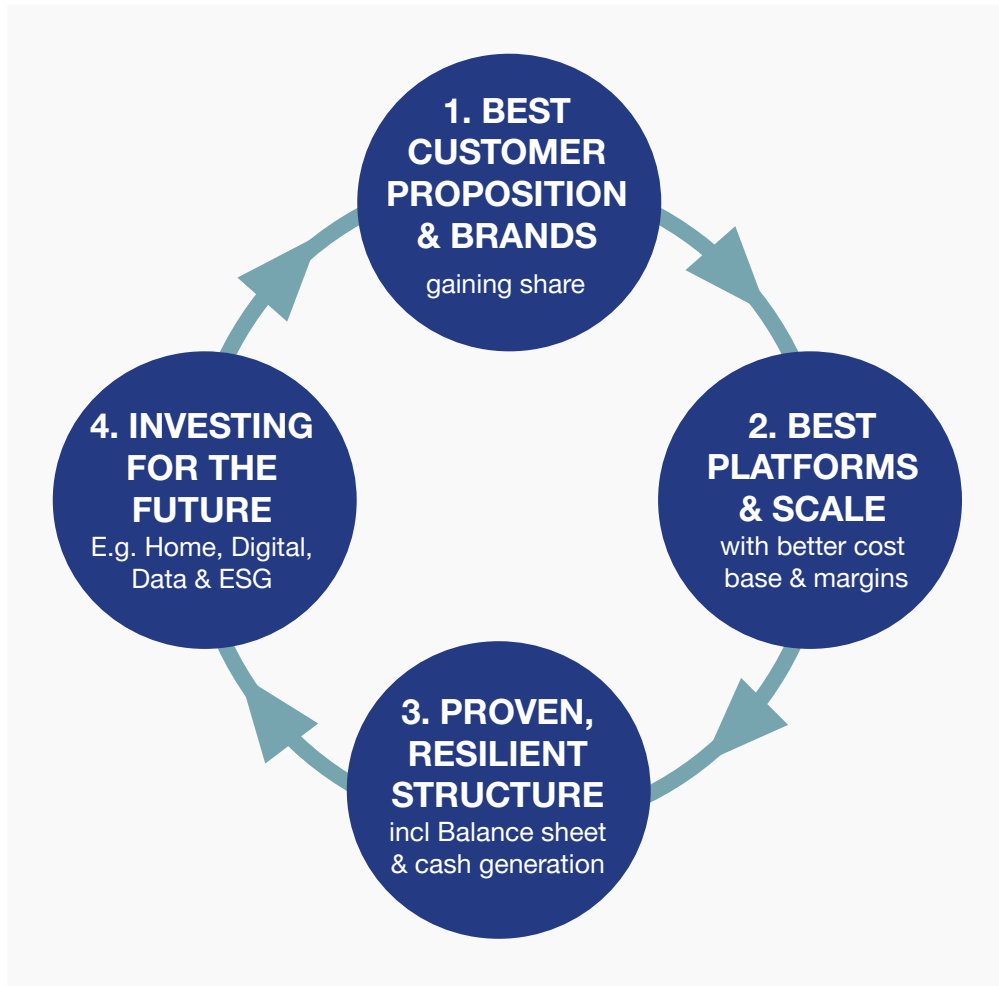 1. BEST
CUSTOMER
PROPOSITION
& BRANDS
gaining share
2. BEST
PLATFORMS
& SCALE
with better cost
base & margins
3. PROVEN,
RESILIENT
STRUCTURE
incl Balance sheet
& cash generation
4. INVESTING
FOR THE
FUTURE
E.g. Home, Digital,
Data & ESG